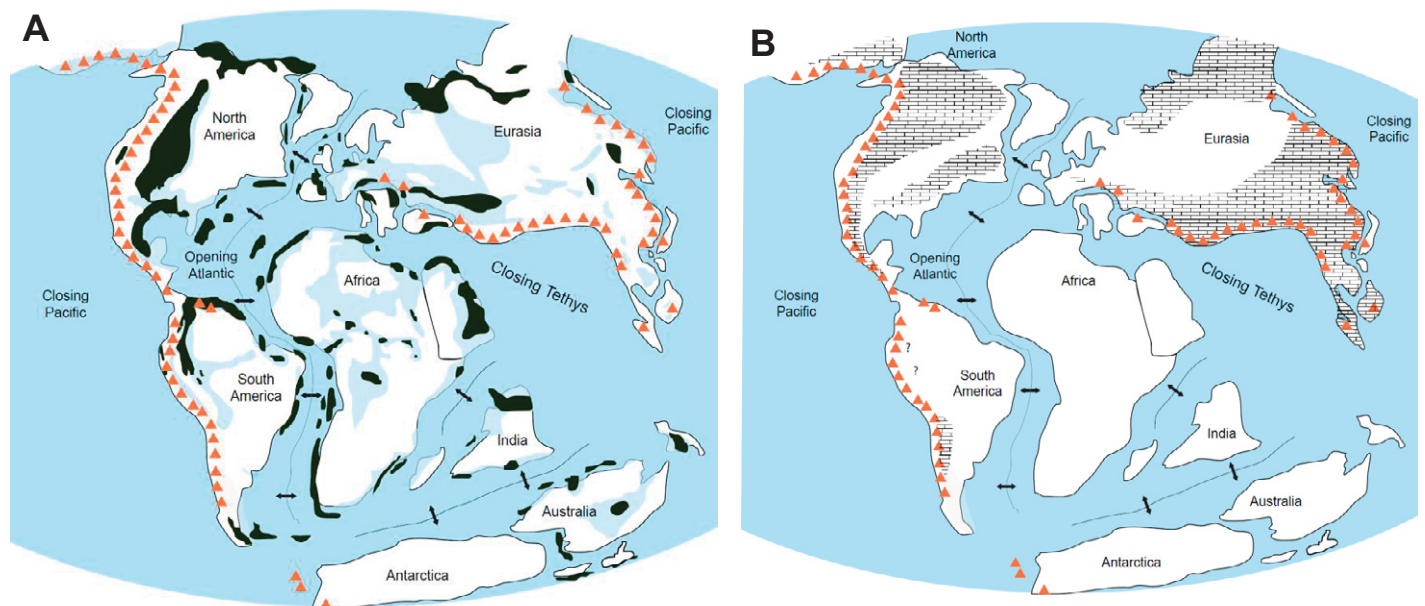 A
North
America
Eurasia
Closing
Pacific
Opening
Atlantic
Africa
Closing Tethys
Closing
Pacific
South
America
India
Australia
Antarctica
B
North
America
Closing
Pacific
Eurasia
Opening
Atlantic
Africa
Closing Tethys
Closing
Pacific
?
?
South
America
India
Australia
Antarctica